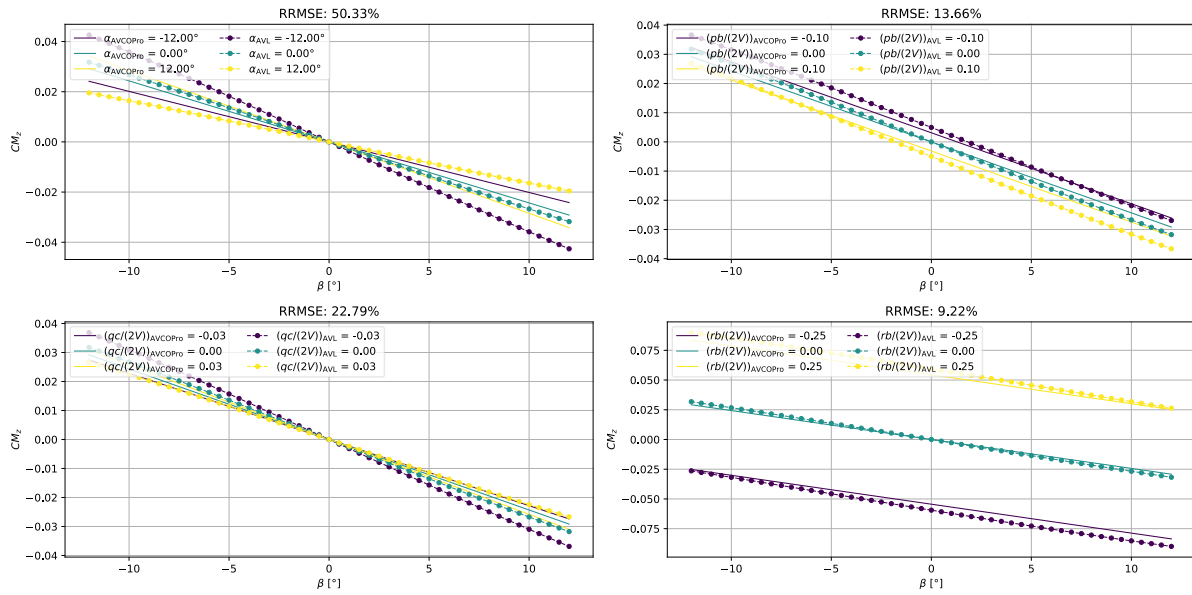 RRMSE: 50.33%
α_AVCOPro = -12.00° α_AVL = -12.00°
α_AVCOPro = 0.00° α_AVL = 0.00°
α_AVCOPro = 12.00° α_AVL = 12.00°
0.04
0.02
0.00
−0.02
−0.04
CM_z
−10 −5 0 5 10
β [°]
RRMSE: 13.66%
(pb/(2V))_AVCOPro = -0.10 (pb/(2V))_AVL = -0.10
(pb/(2V))_AVCOPro = 0.00 (pb/(2V))_AVL = 0.00
(pb/(2V))_AVCOPro = 0.10 (pb/(2V))_AVL = 0.10
0.04
0.03
0.02
0.01
0.00
−0.01
−0.02
−0.03
−0.04
CM_z
−10 −5 0 5 10
β [°]
RRMSE: 22.79%
(qc/(2V))_AVCOPro = -0.03 (qc/(2V))_AVL = -0.03
(qc/(2V))_AVCOPro = 0.00 (qc/(2V))_AVL = 0.00
(qc/(2V))_AVCOPro = 0.03 (qc/(2V))_AVL = 0.03
0.04
0.03
0.02
0.01
0.00
−0.01
−0.02
−0.03
−0.04
CM_z
−10 −5 0 5 10
β [°]
RRMSE: 9.22%
(rb/(2V))_AVCOPro = -0.25 (rb/(2V))_AVL = -0.25
(rb/(2V))_AVCOPro = 0.00 (rb/(2V))_AVL = 0.00
(rb/(2V))_AVCOPro = 0.25 (rb/(2V))_AVL = 0.25
0.075
0.050
0.025
0.000
−0.025
−0.050
−0.075
CM_z
−10 −5 0 5 10
β [°]